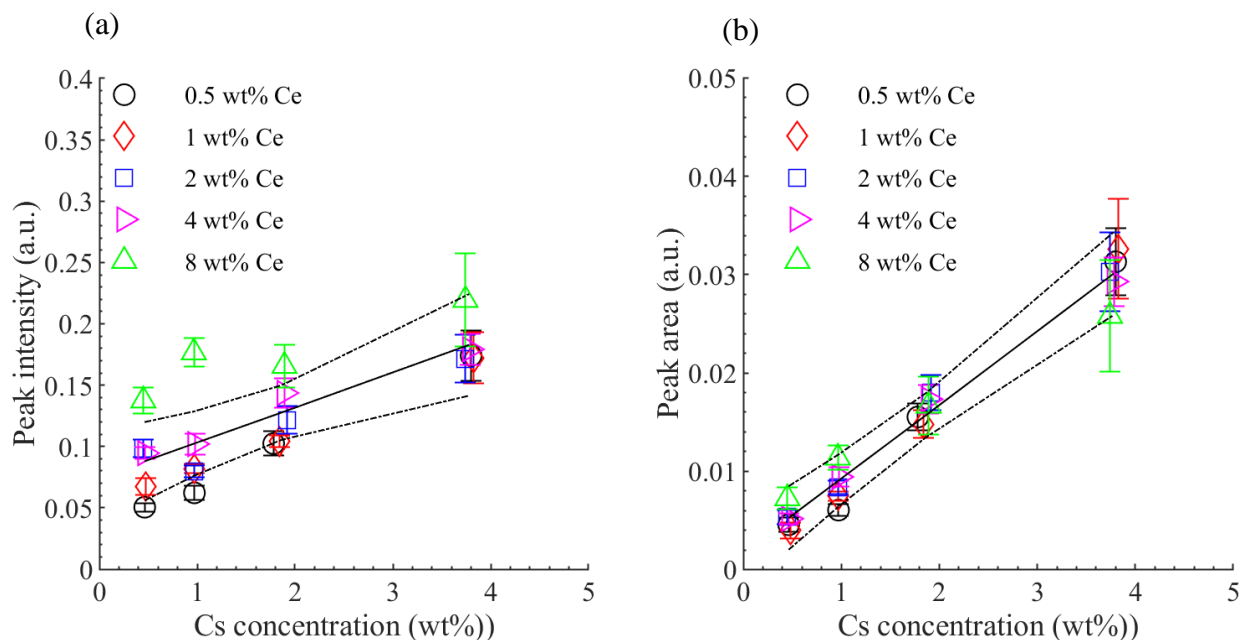 (a)
0.4
0.35
0.3
0.25
0.2
0.15
0.1
0.05
0
Peak intensity (a.u.)
0.5 wt% Ce
1 wt% Ce
2 wt% Ce
4 wt% Ce
8 wt% Ce
0 1 2 3 4 5
Cs concentration (wt%))
(b)
0.05
0.04
0.03
0.02
0.01
0
Peak area (a.u.)
0.5 wt% Ce
1 wt% Ce
2 wt% Ce
4 wt% Ce
8 wt% Ce
0 1 2 3 4 5
Cs concentration (wt%))